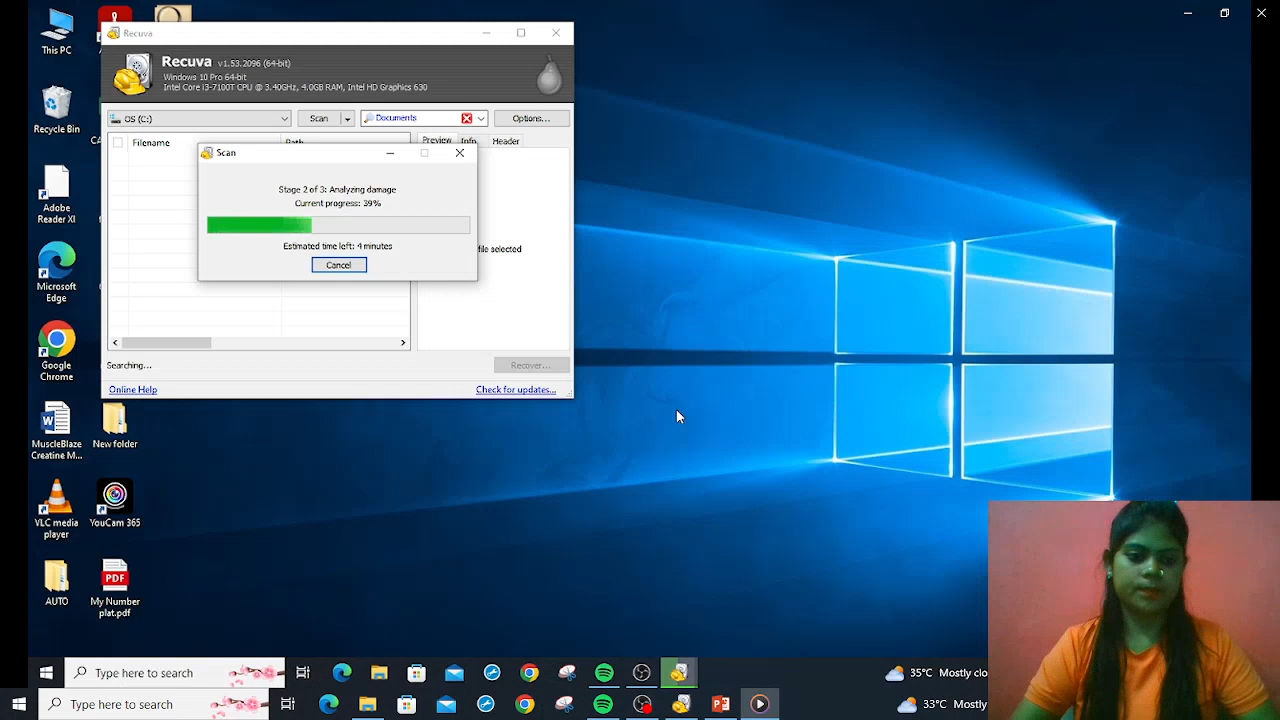 This PC
Recuva
Recuva v1.53.2096 (64-bit)
Windows 10 Pro 64-bit
Intel Core i3-7100T CPU @ 3.40GHz, 4.0GB RAM, Intel HD Graphics 630
Recycle Bin
OS (C:)
Scan
Documents
Options...
Filename
Path
Preview
Info
Header
Scan
Stage 2 of 3: Analyzing damage
Current progress: 39%
Estimated time left: 4 minutes
Cancel
file selected
Adobe
Reader XI
Microsoft
Edge
Google
Chrome
Searching...
Recover...
Online Help
Check for updates...
MuscleBlaze
Creatine M...
New folder
VLC media
player
YouCam 365
AUTO
PDF
My Number
plat.pdf
Type here to search
35°C Mostly clo
Type here to search
33°C Mostly